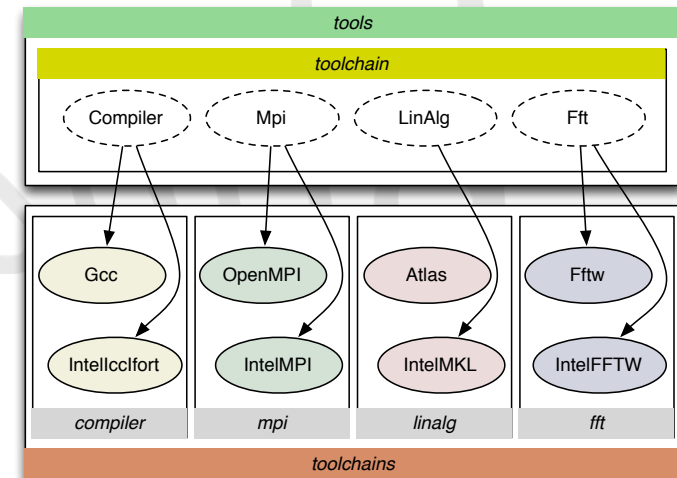 tools
toolchain
Compiler Mpi LinAlg Fft
Gcc OpenMPI Atlas Fftw
IntelIccIfort IntelMPI IntelMKL IntelFFTW
compiler mpi linalg fft
toolchains